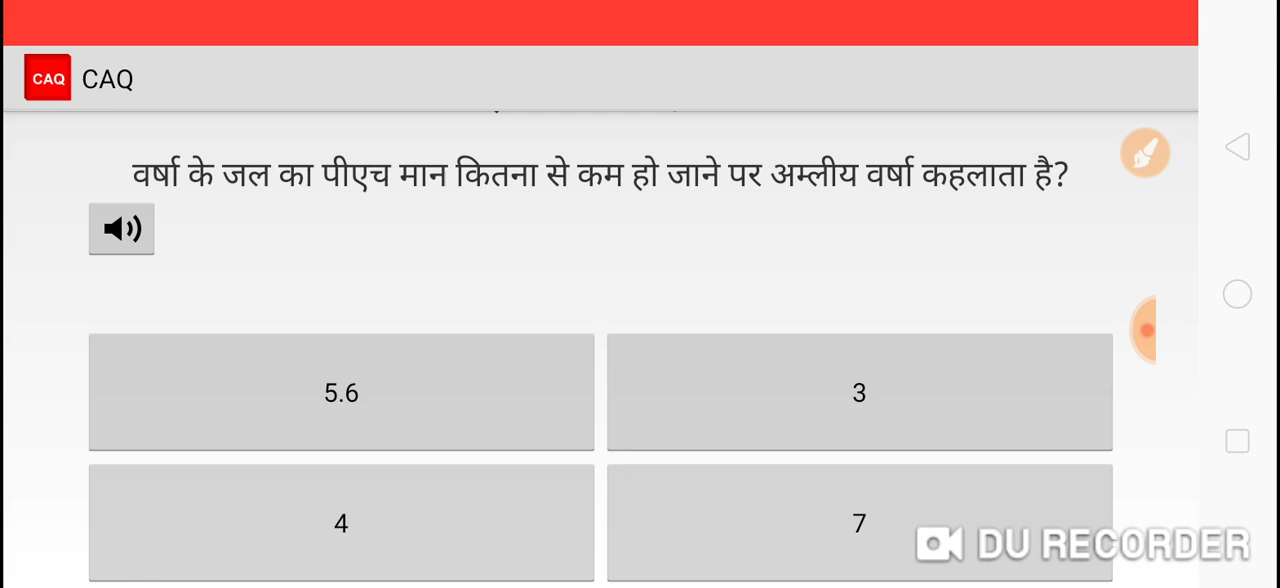 CAQ CAQ
वर्षा के जल का पीएच मान कितना से कम हो जाने पर अम्लीय वर्षा कहलाता है?
5.6
3
4
7
DU RECORDER